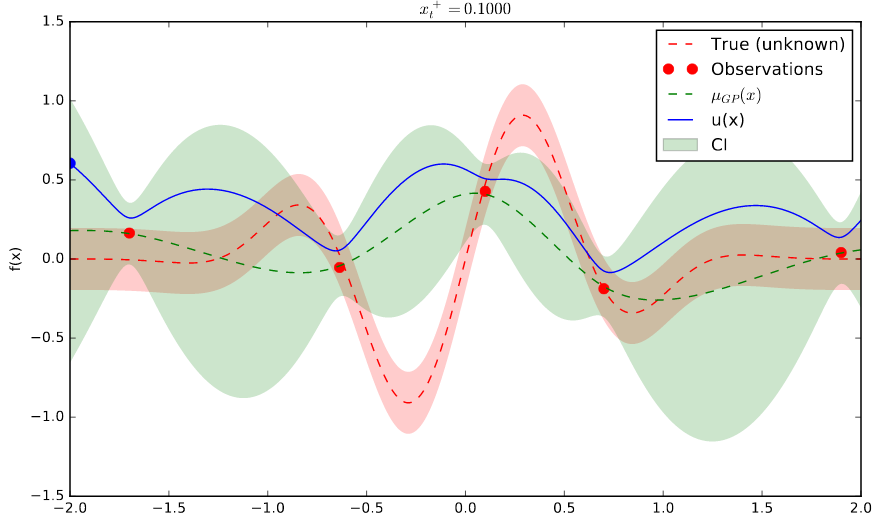 x_t^+ = 0.1000
1.5
1.0
0.5
0.0
−0.5
−1.0
−1.5
f(x)
−2.0 −1.5 −1.0 −0.5 0.0 0.5 1.0 1.5 2.0
True (unknown)
Observations
μ_GP(x)
u(x)
CI